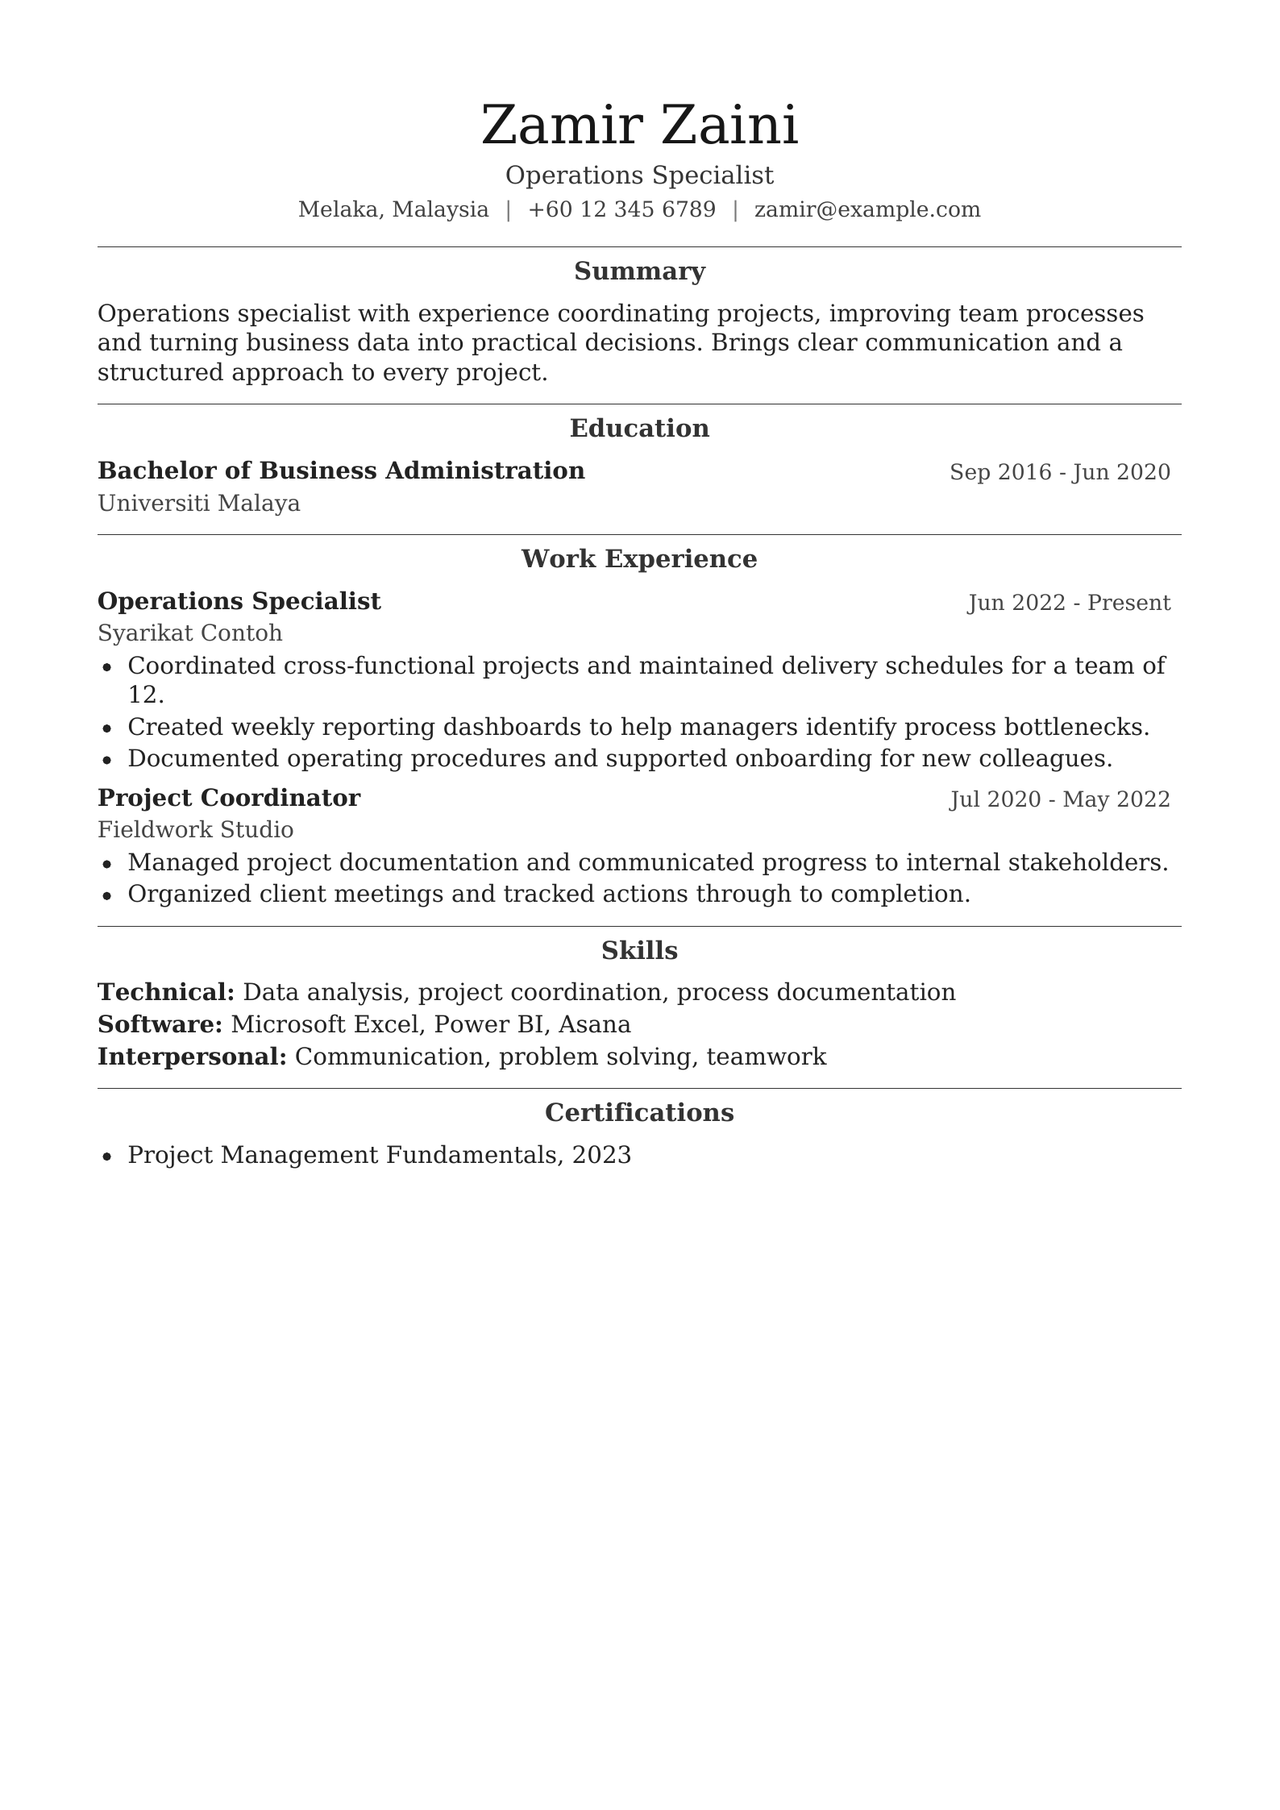 Zamir Zaini
Operations Specialist
Melaka, Malaysia | +60 12 345 6789 | zamir@example.com
Summary
Operations specialist with experience coordinating projects, improving team processes
and turning business data into practical decisions. Brings clear communication and a
structured approach to every project.
Education
Bachelor of Business Administration Sep 2016 - Jun 2020
Universiti Malaya
Work Experience
Operations Specialist Jun 2022 - Present
Syarikat Contoh
• Coordinated cross-functional projects and maintained delivery schedules for a team of
12.
• Created weekly reporting dashboards to help managers identify process bottlenecks.
• Documented operating procedures and supported onboarding for new colleagues.
Project Coordinator Jul 2020 - May 2022
Fieldwork Studio
• Managed project documentation and communicated progress to internal stakeholders.
• Organized client meetings and tracked actions through to completion.
Skills
Technical: Data analysis, project coordination, process documentation
Software: Microsoft Excel, Power BI, Asana
Interpersonal: Communication, problem solving, teamwork
Certifications
• Project Management Fundamentals, 2023